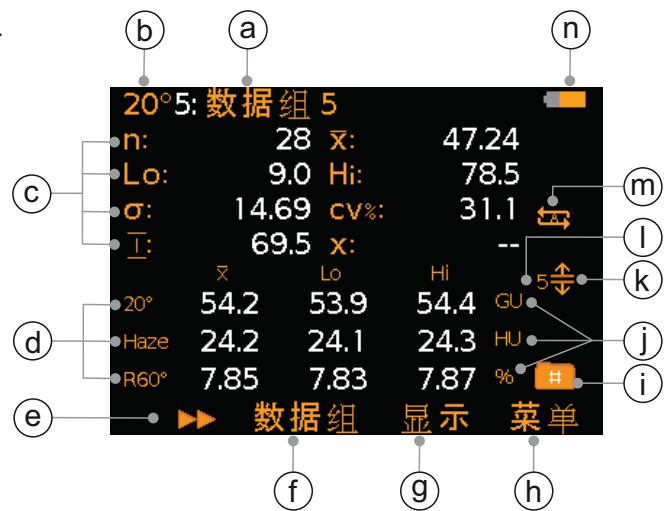 b a n
20°5: 数据组 5
n: 28 x̅: 47.24
Lo: 9.0 Hi: 78.5
c m
σ: 14.69 cv%: 31.1 A
l
工: 69.5 x: --
x̅ Lo Hi 5 k
20° 54.2 53.9 54.4 GU
d Haze 24.2 24.1 24.3 HU j
R60° 7.85 7.83 7.87 % # i
e 数据组 显示 菜单
f g h